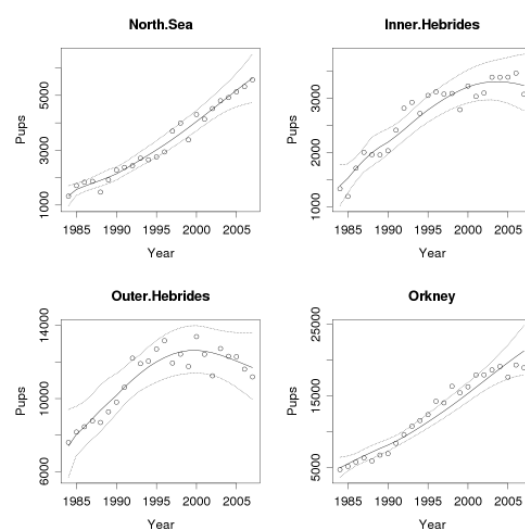 North.Sea
Pups
1000 3000 5000
1985 1990 1995 2000 2005
Year
Inner.Hebrides
Pups
1000 2000 3000
1985 1990 1995 2000 2005
Year
Outer.Hebrides
Pups
6000 10000 14000
1985 1990 1995 2000 2005
Year
Orkney
Pups
5000 15000 25000
1985 1990 1995 2000 2005
Year